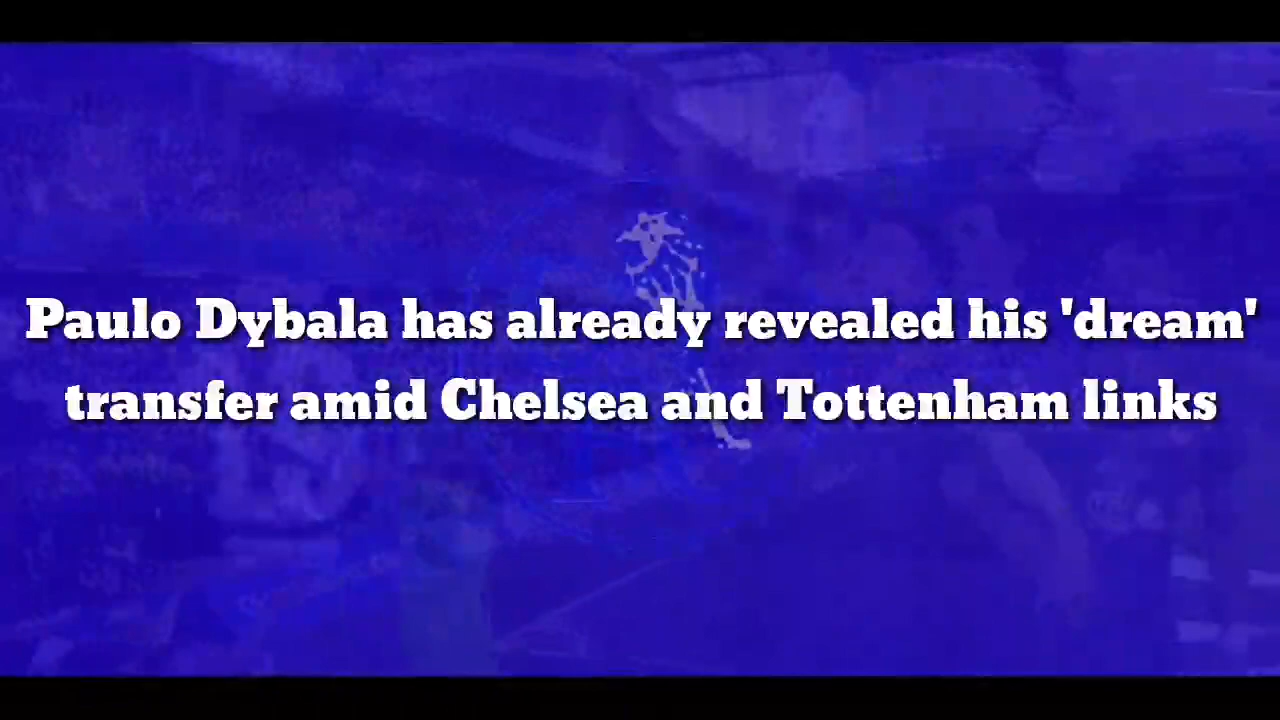 Paulo Dybala has already revealed his 'dream'
transfer amid Chelsea and Tottenham links